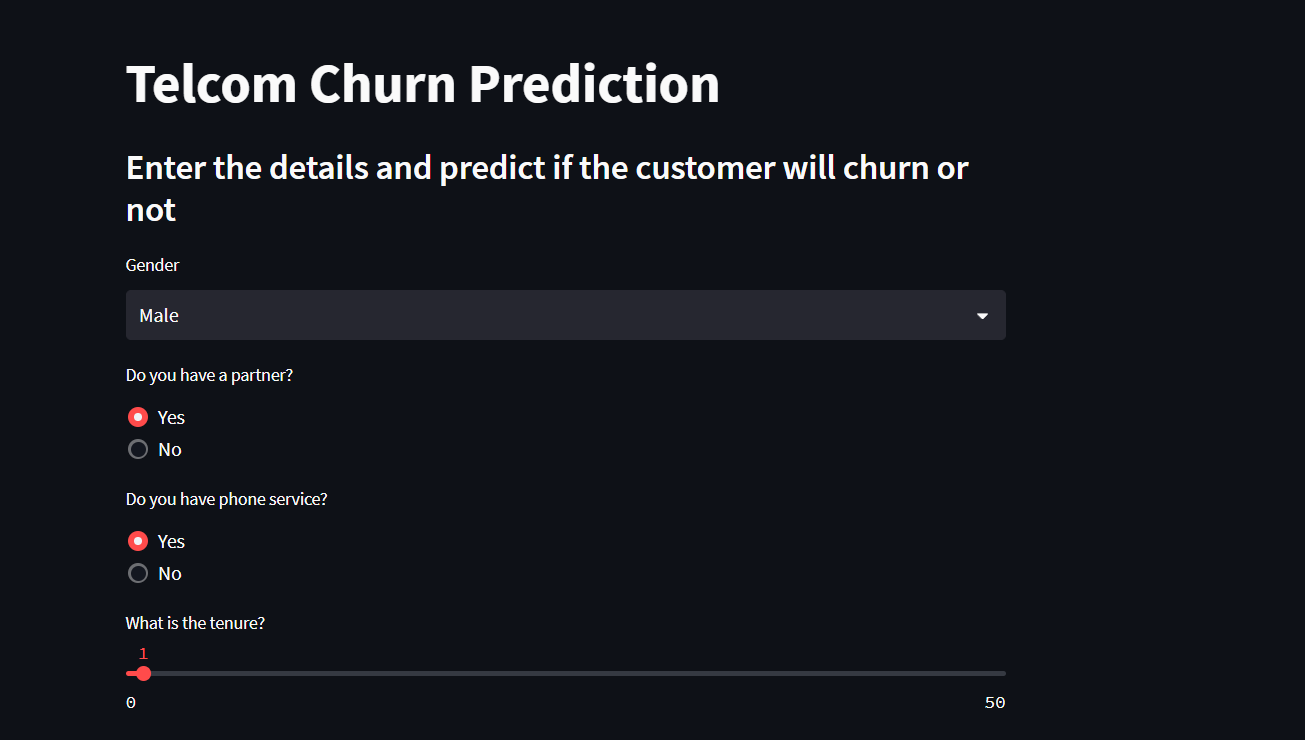 Telcom Churn Prediction
Enter the details and predict if the customer will churn or
not
Gender
Male
Do you have a partner?
Yes
No
Do you have phone service?
Yes
No
What is the tenure?
1
0 50